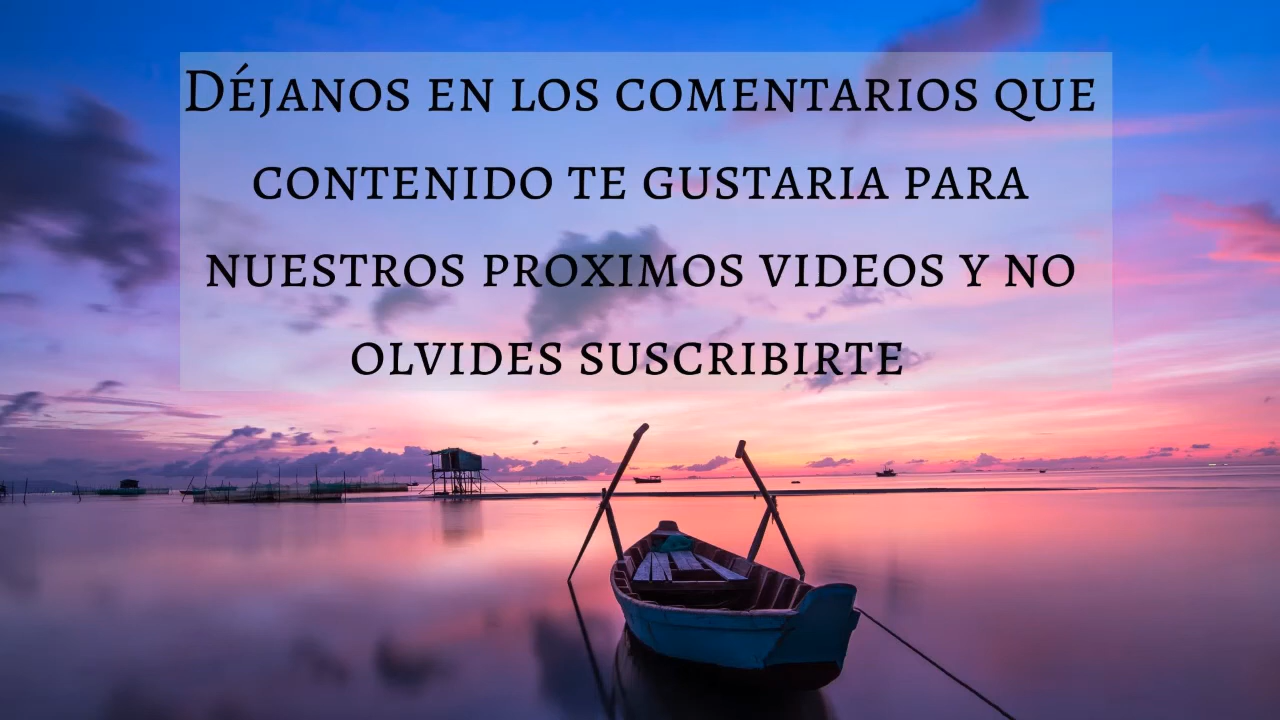 Déjanos en los comentarios que
contenido te gustaria para
nuestros proximos videos y no
olvides suscribirte